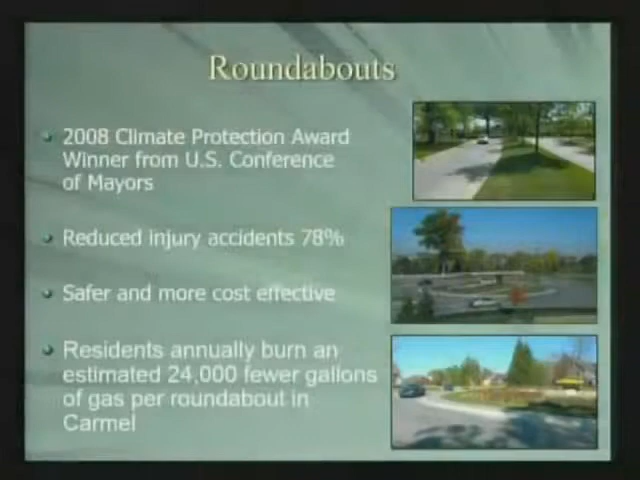 Roundabouts
2008 Climate Protection Award
Winner from U.S. Conference
of Mayors
Reduced injury accidents 78%
Safer and more cost effective
Residents annually burn an
estimated 24,000 fewer gallons
of gas per roundabout in
Carmel